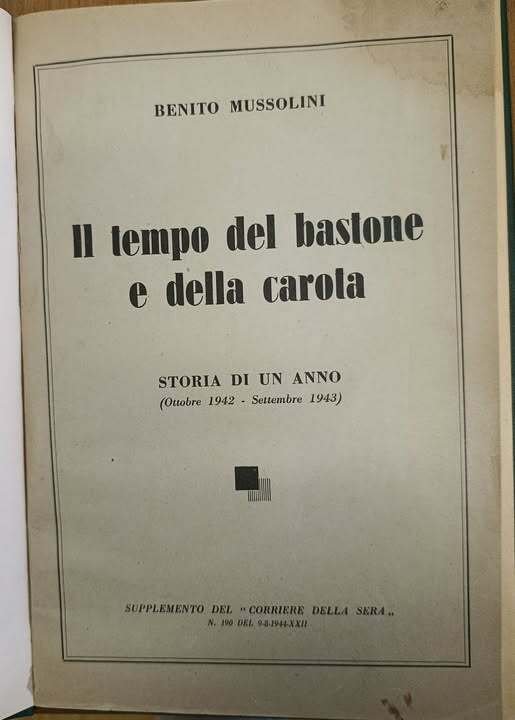 BENITO MUSSOLINI
Il tempo del bastone
e della carota
STORIA DI UN ANNO
(Ottobre 1942 - Settembre 1943)
SUPPLEMENTO DEL "CORRIERE DELLA SERA„
N. 190 DEL 9-8-1944-XXII